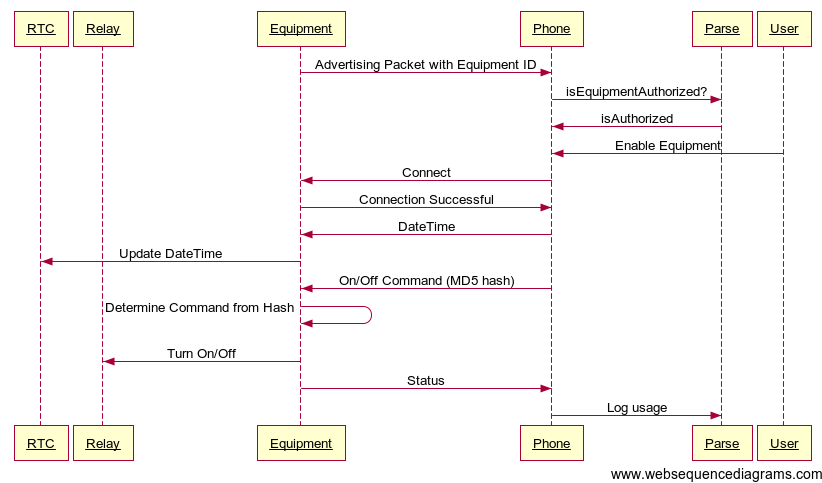 RTC Relay Equipment Phone Parse User
Advertising Packet with Equipment ID
isEquipmentAuthorized?
isAuthorized
Enable Equipment
Connect
Connection Successful
DateTime
Update DateTime
On/Off Command (MD5 hash)
Determine Command from Hash
Turn On/Off
Status
Log usage
RTC Relay Equipment Phone Parse User
www.websequencediagrams.com